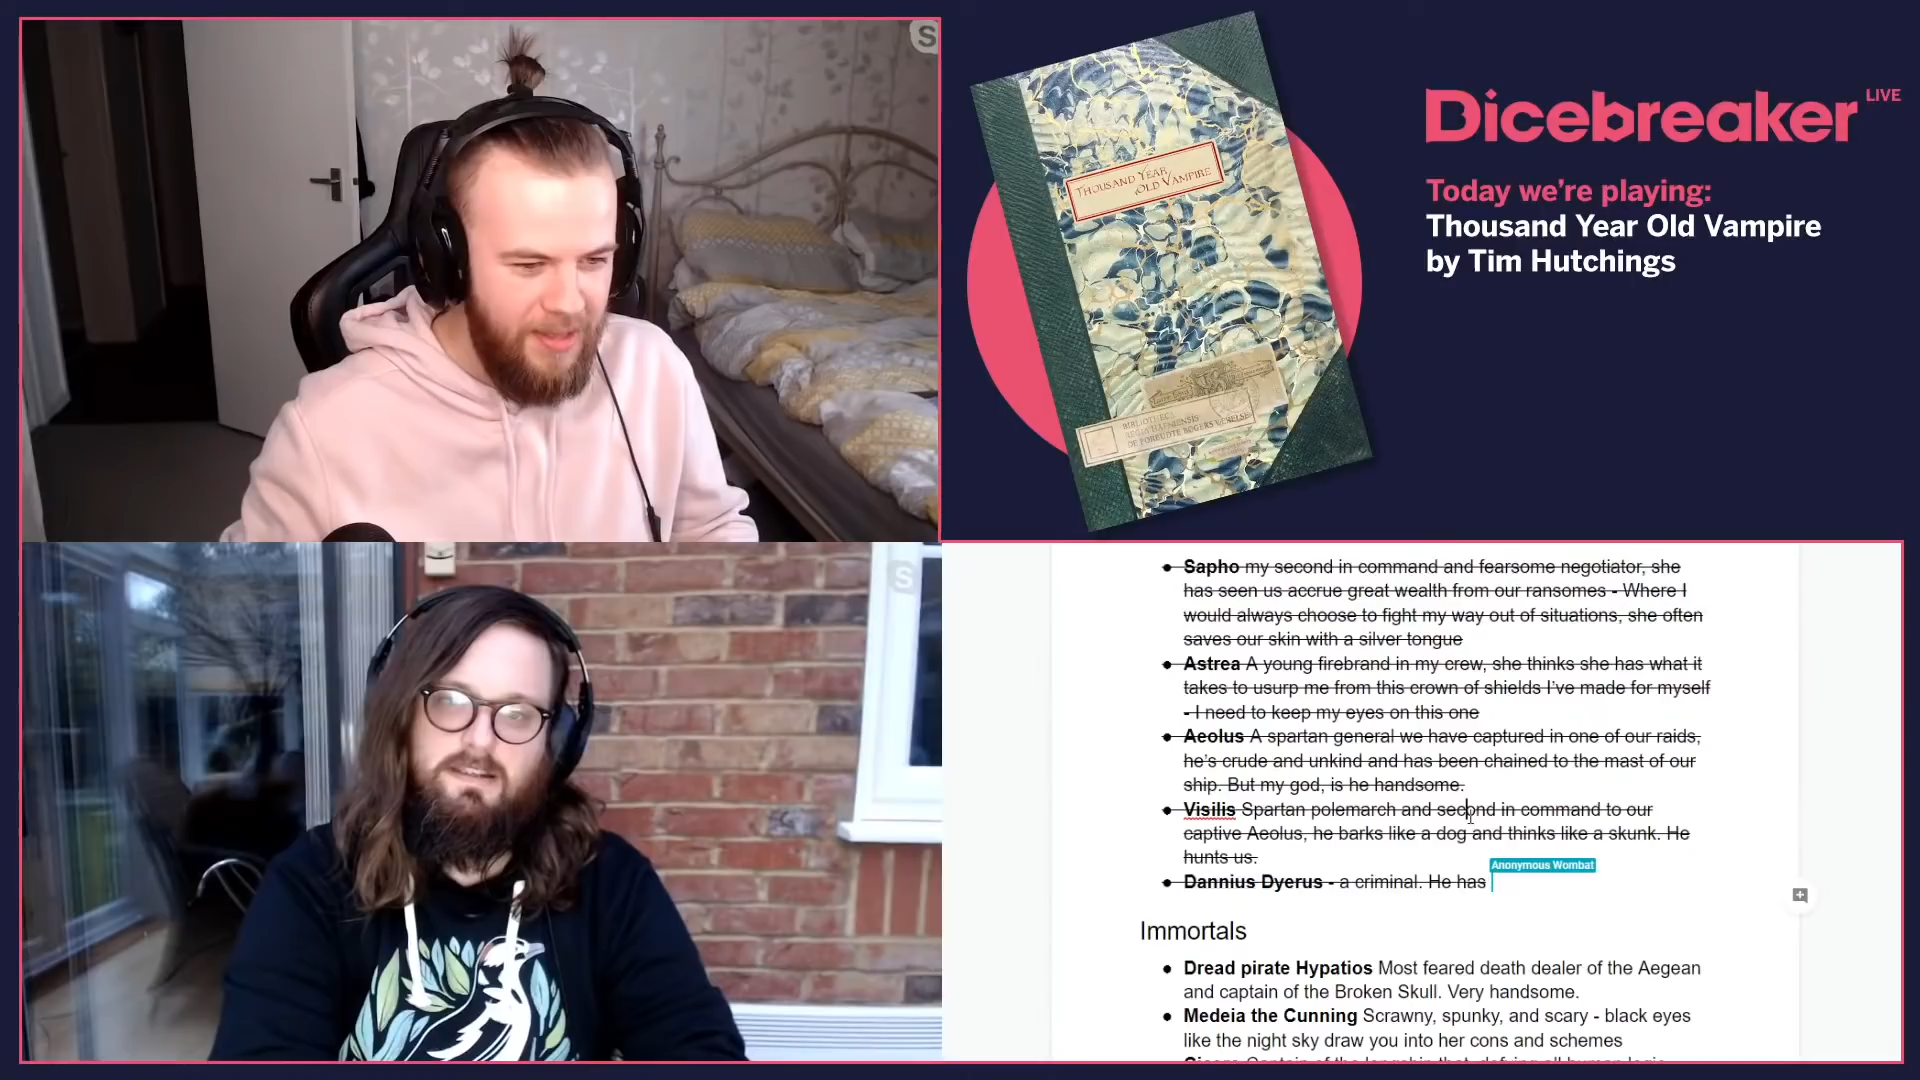 S
THOUSAND YEAR
OLD VAMPIRE
BIBLIOTHECA
REGIA HAFNIENSIS
DE FORBUDTE BOGERS VÆRELSE
Dicebreaker LIVE
Today we're playing:
Thousand Year Old Vampire
by Tim Hutchings
S
Sapho my second in command and fearsome negotiator, she
has seen us accrue great wealth from our ransomes - Where I
would always choose to fight my way out of situations, she often
saves our skin with a silver tongue
Astrea A young firebrand in my crew, she thinks she has what it
takes to usurp me from this crown of shields I've made for myself
- I need to keep my eyes on this one
Aeolus A spartan general we have captured in one of our raids,
he's crude and unkind and has been chained to the mast of our
ship. But my god, is he handsome.
Visilis Spartan polemarch and second in command to our
captive Aeolus, he barks like a dog and thinks like a skunk. He
hunts us.
Anonymous Wombat
Dannius Dyerus - a criminal. He has
Immortals
Dread pirate Hypatios Most feared death dealer of the Aegean
and captain of the Broken Skull. Very handsome.
Medeia the Cunning Scrawny, spunky, and scary - black eyes
like the night sky draw you into her cons and schemes